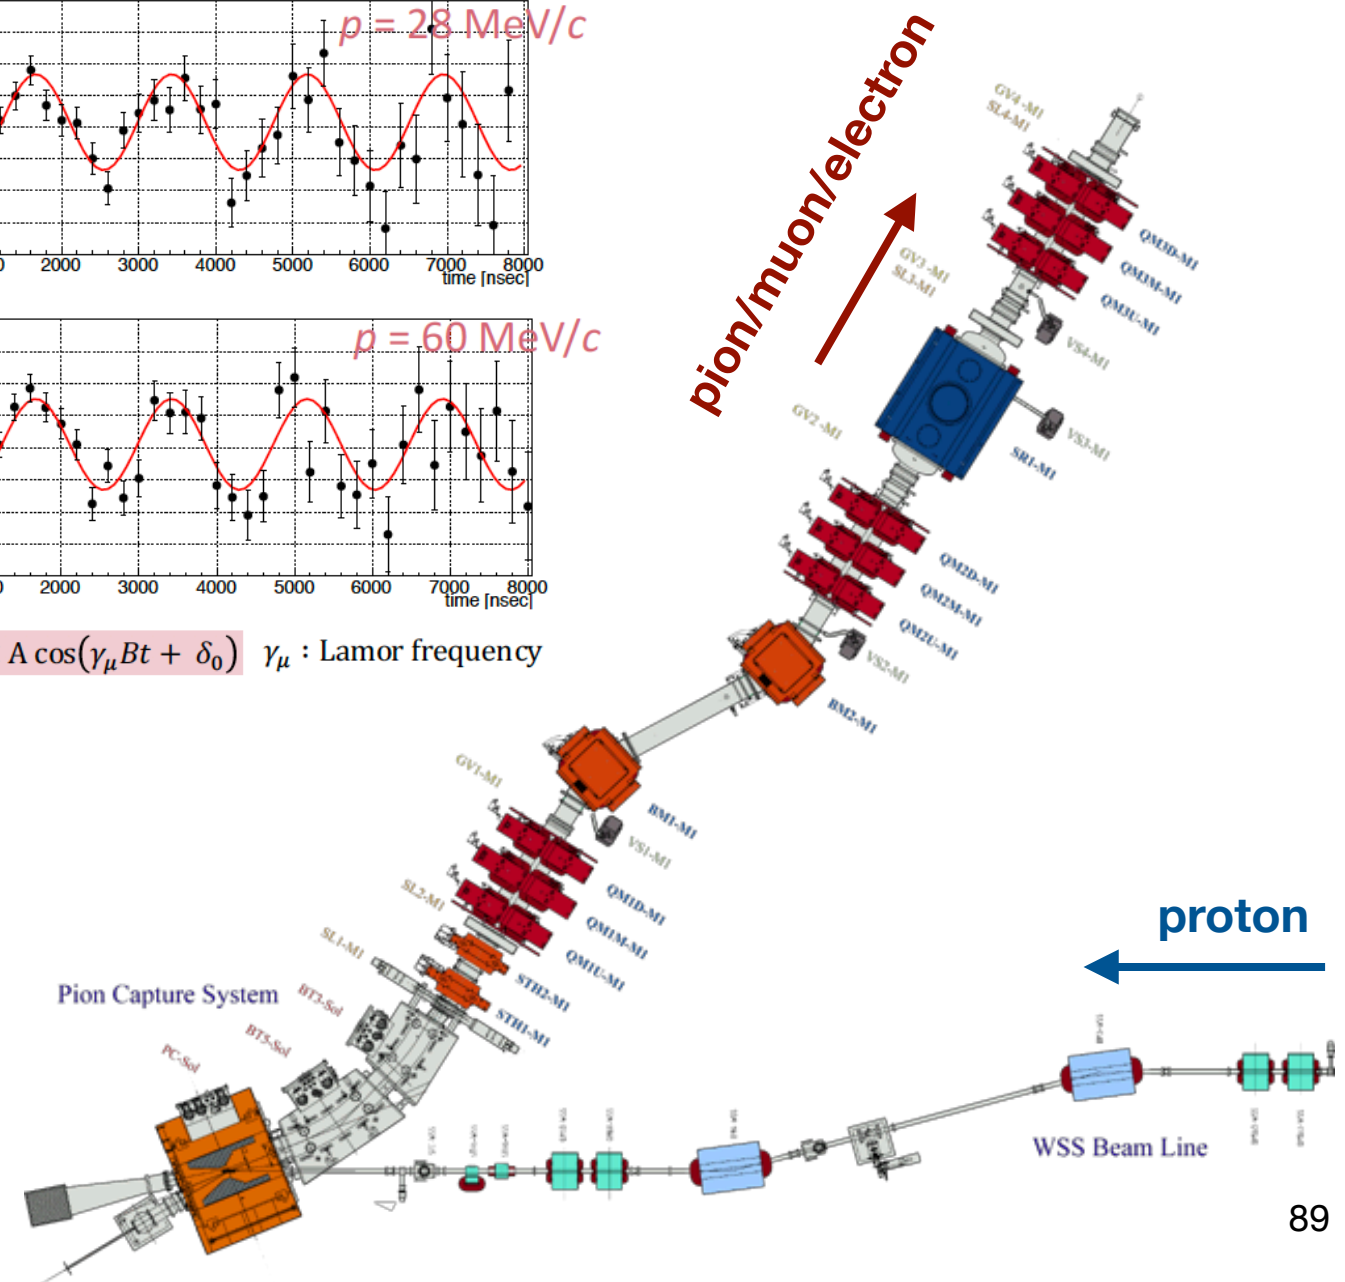 p = 28 MeV/c
0 2000 3000 4000 5000 6000 7000 8000
time [nsec]
p = 60 MeV/c
2000 3000 4000 5000 6000 7000 8000
time [nsec]
A cos(γμBt + δ0) γμ : Lamor frequency
pion/muon/electron
GV4 -M1
SL4-M1
QM3D-M1
QM3M-M1
QM3U-M1
GV3 -M1
SL3-M1
VS4-M1
VS3-M1
SR1-M1
GV2 -M1
QM2D-M1
QM2M-M1
QM2U-M1
VS2-M1
BM2-M1
GV1-M1
BM1-M1
VS1-M1
QM1D-M1
QM1M-M1
QM1U-M1
SL2-M1
SL1-M1
STH2-M1
STH1-M1
proton
Pion Capture System
BT3-Sol
BT5-Sol
PC-Sol
WSS Beam Line
89